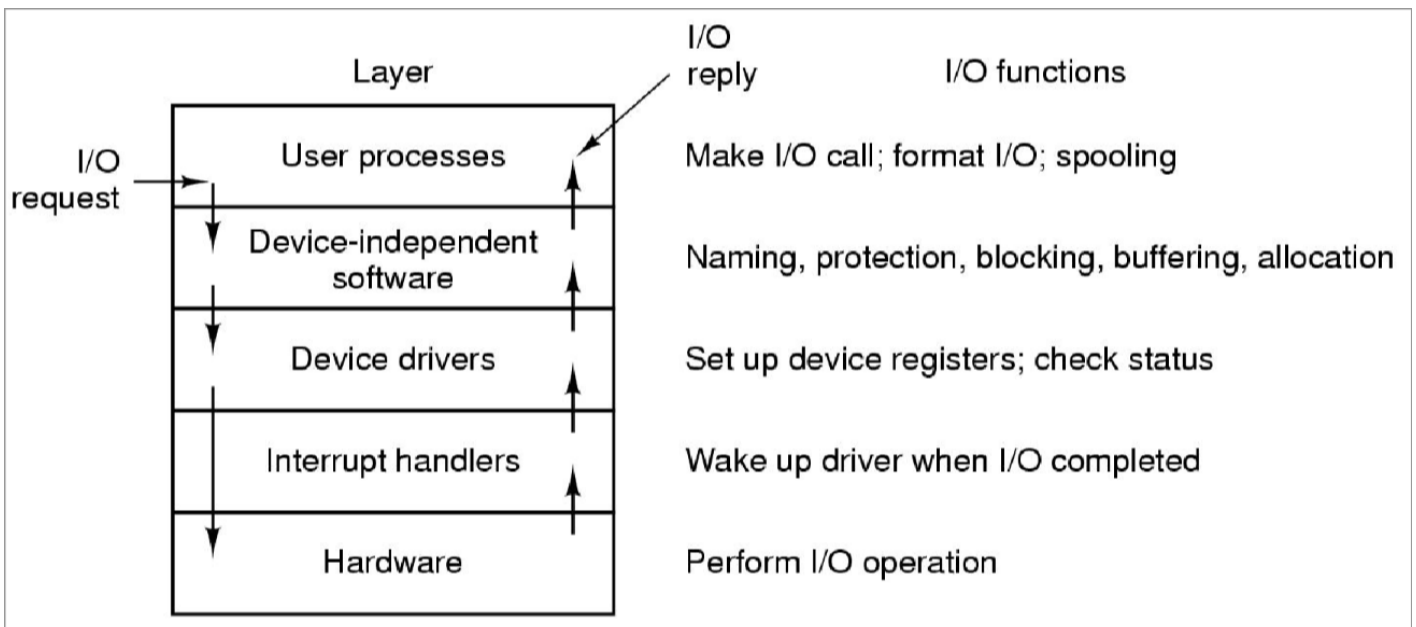 I/O
reply
Layer
I/O functions
I/O
request
User processes
Make I/O call; format I/O; spooling
Device-independent
software
Naming, protection, blocking, buffering, allocation
Device drivers
Set up device registers; check status
Interrupt handlers
Wake up driver when I/O completed
Hardware
Perform I/O operation